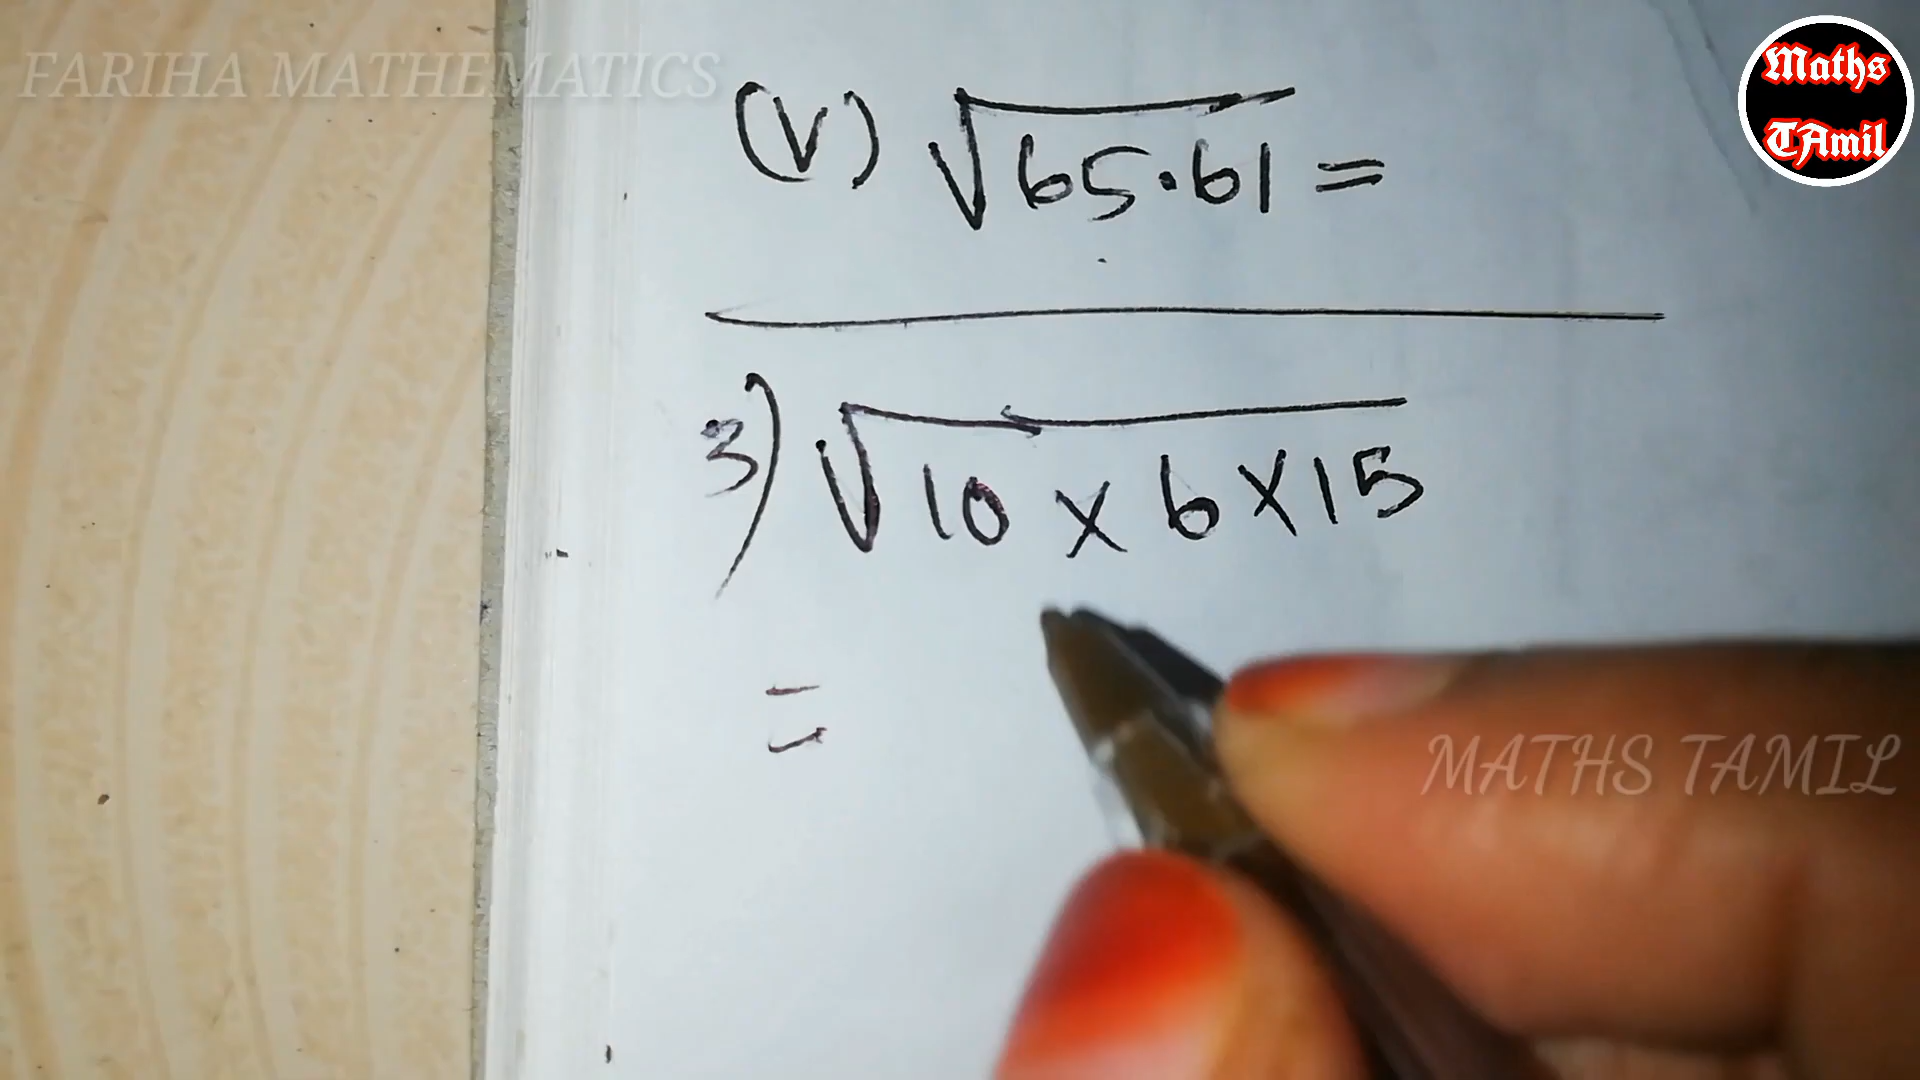 FARIHA MATHEMATICS
Maths
TAmil
(V) √65.61 =
3) √10 × 6 × 15
=
MATHS TAMIL